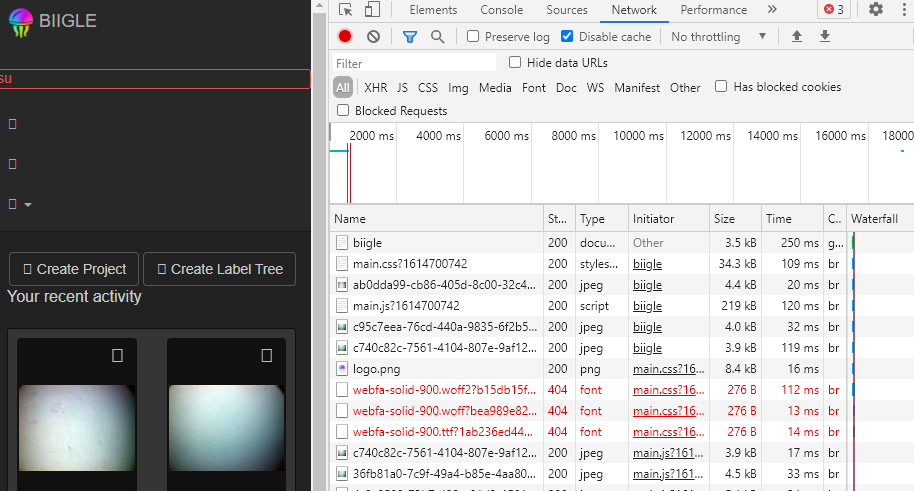 BIIGLE
su
Create Project
Create Label Tree
Your recent activity
Elements Console Sources Network Performance 3
Preserve log Disable cache No throttling
Filter Hide data URLs
All XHR JS CSS Img Media Font Doc WS Manifest Other Has blocked cookies
Blocked Requests
2000 ms 4000 ms 6000 ms 8000 ms 10000 ms 12000 ms 14000 ms 16000 ms 18000
Name St... Type Initiator Size Time C.. Waterfall
biigle 200 docu... Other 3.5 kB 250 ms g...
main.css?1614700742 200 styles... biigle 34.3 kB 109 ms br
ab0dda99-cb86-405d-8c00-32c4... 200 jpeg biigle 4.4 kB 20 ms br
main.js?1614700742 200 script biigle 219 kB 120 ms br
c95c7eea-76cd-440a-9835-6f2b5... 200 jpeg biigle 4.0 kB 32 ms br
c740c82c-7561-4104-807e-9af12... 200 jpeg biigle 3.9 kB 119 ms br
logo.png 200 png main.css?16... 8.4 kB 16 ms br
webfa-solid-900.woff2?b15db15f... 404 font main.css?16... 276 B 112 ms br
webfa-solid-900.woff?bea989e82... 404 font main.css?16... 276 B 13 ms br
webfa-solid-900.ttf?1ab236ed44... 404 font main.css?16... 276 B 14 ms br
c740c82c-7561-4104-807e-9af12... 200 jpeg main.js?161... 3.9 kB 17 ms br
36fb81a0-7c9f-49a4-b85e-4aa80... 200 jpeg main.js?161... 4.5 kB 33 ms br